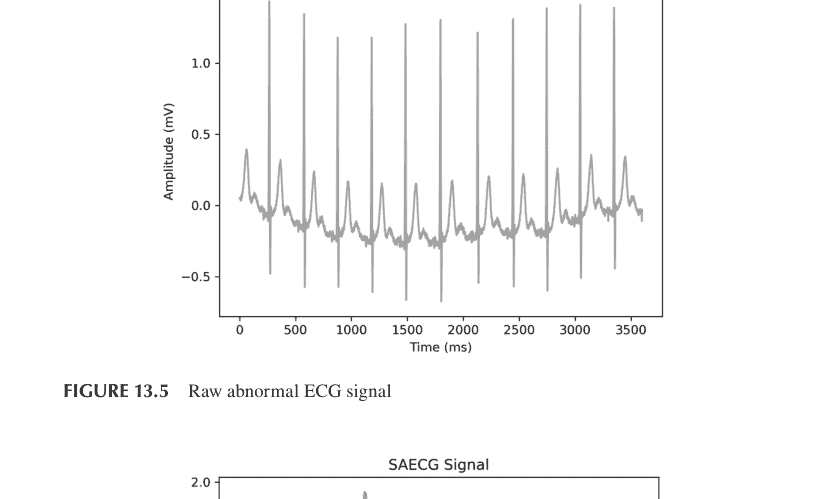 1.0
0.5
0.0
−0.5
Amplitude (mV)
0 500 1000 1500 2000 2500 3000 3500
Time (ms)
FIGURE 13.5 Raw abnormal ECG signal
SAECG Signal
2.0